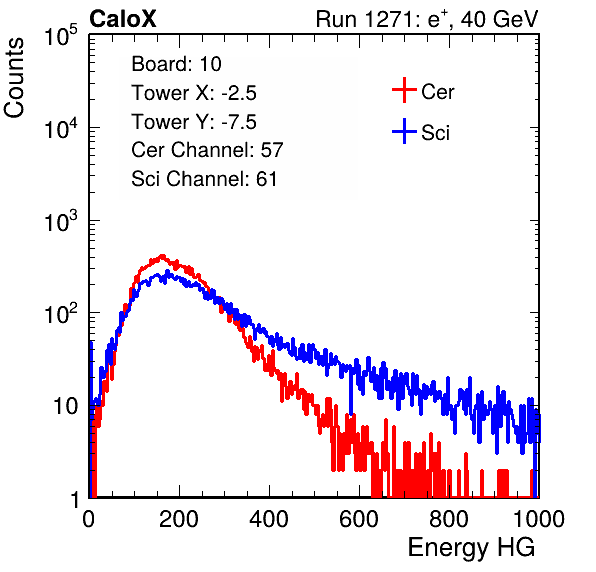 CaloX Run 1271: e⁺, 40 GeV
Counts
Board: 10
Tower X: -2.5
Tower Y: -7.5
Cer Channel: 57
Sci Channel: 61
Cer
Sci
10⁵
10⁴
10³
10²
10
1
0 200 400 600 800 1000
Energy HG